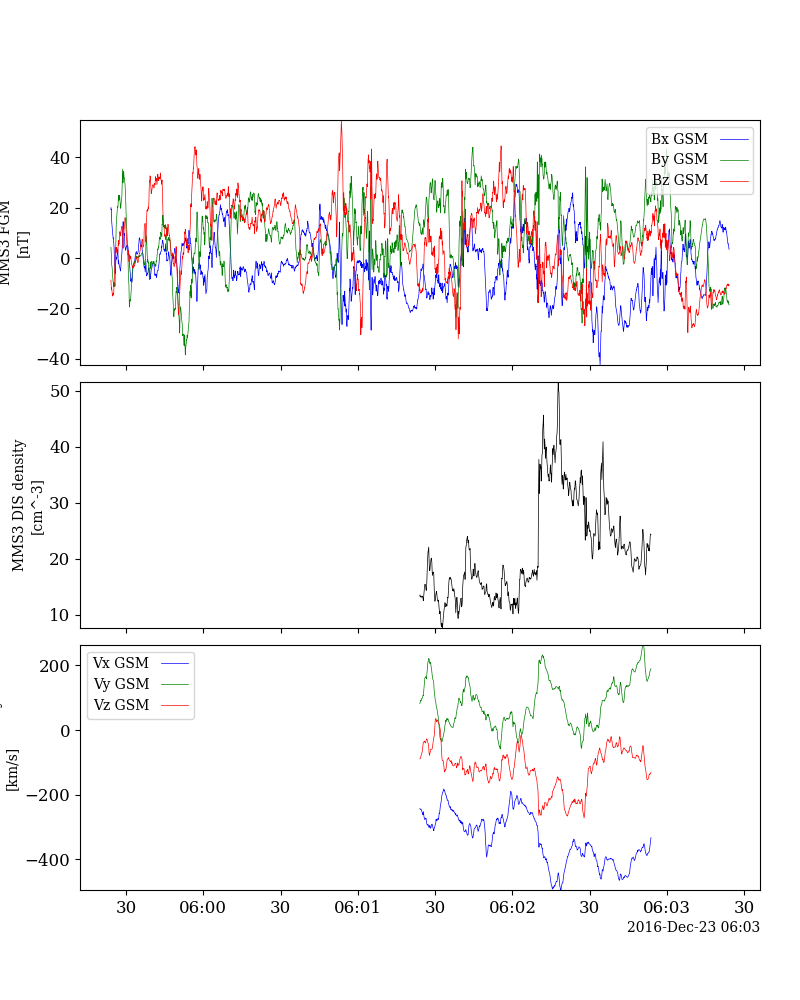 MMS3 FGM
[nT]
40
20
0
−20
−40
Bx GSM
By GSM
Bz GSM
MMS3 DIS density
[cm^-3]
50
40
30
20
10
[km/s]
200
0
−200
−400
Vx GSM
Vy GSM
Vz GSM
30
06:00
30
06:01
30
06:02
30
06:03
30
2016-Dec-23 06:03